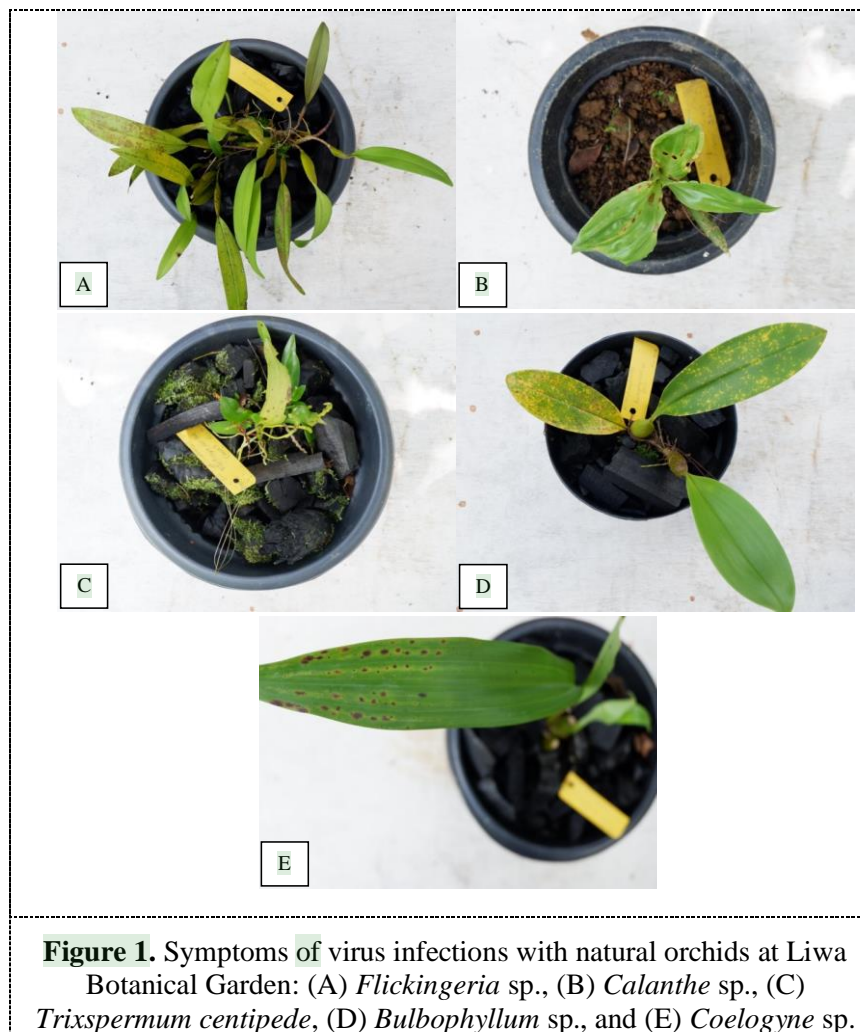 A
B
C
D
E
Figure 1. Symptoms of virus infections with natural orchids at Liwa
Botanical Garden: (A) Flickingeria sp., (B) Calanthe sp., (C)
Trixspermum centipede, (D) Bulbophyllum sp., and (E) Coelogyne sp.